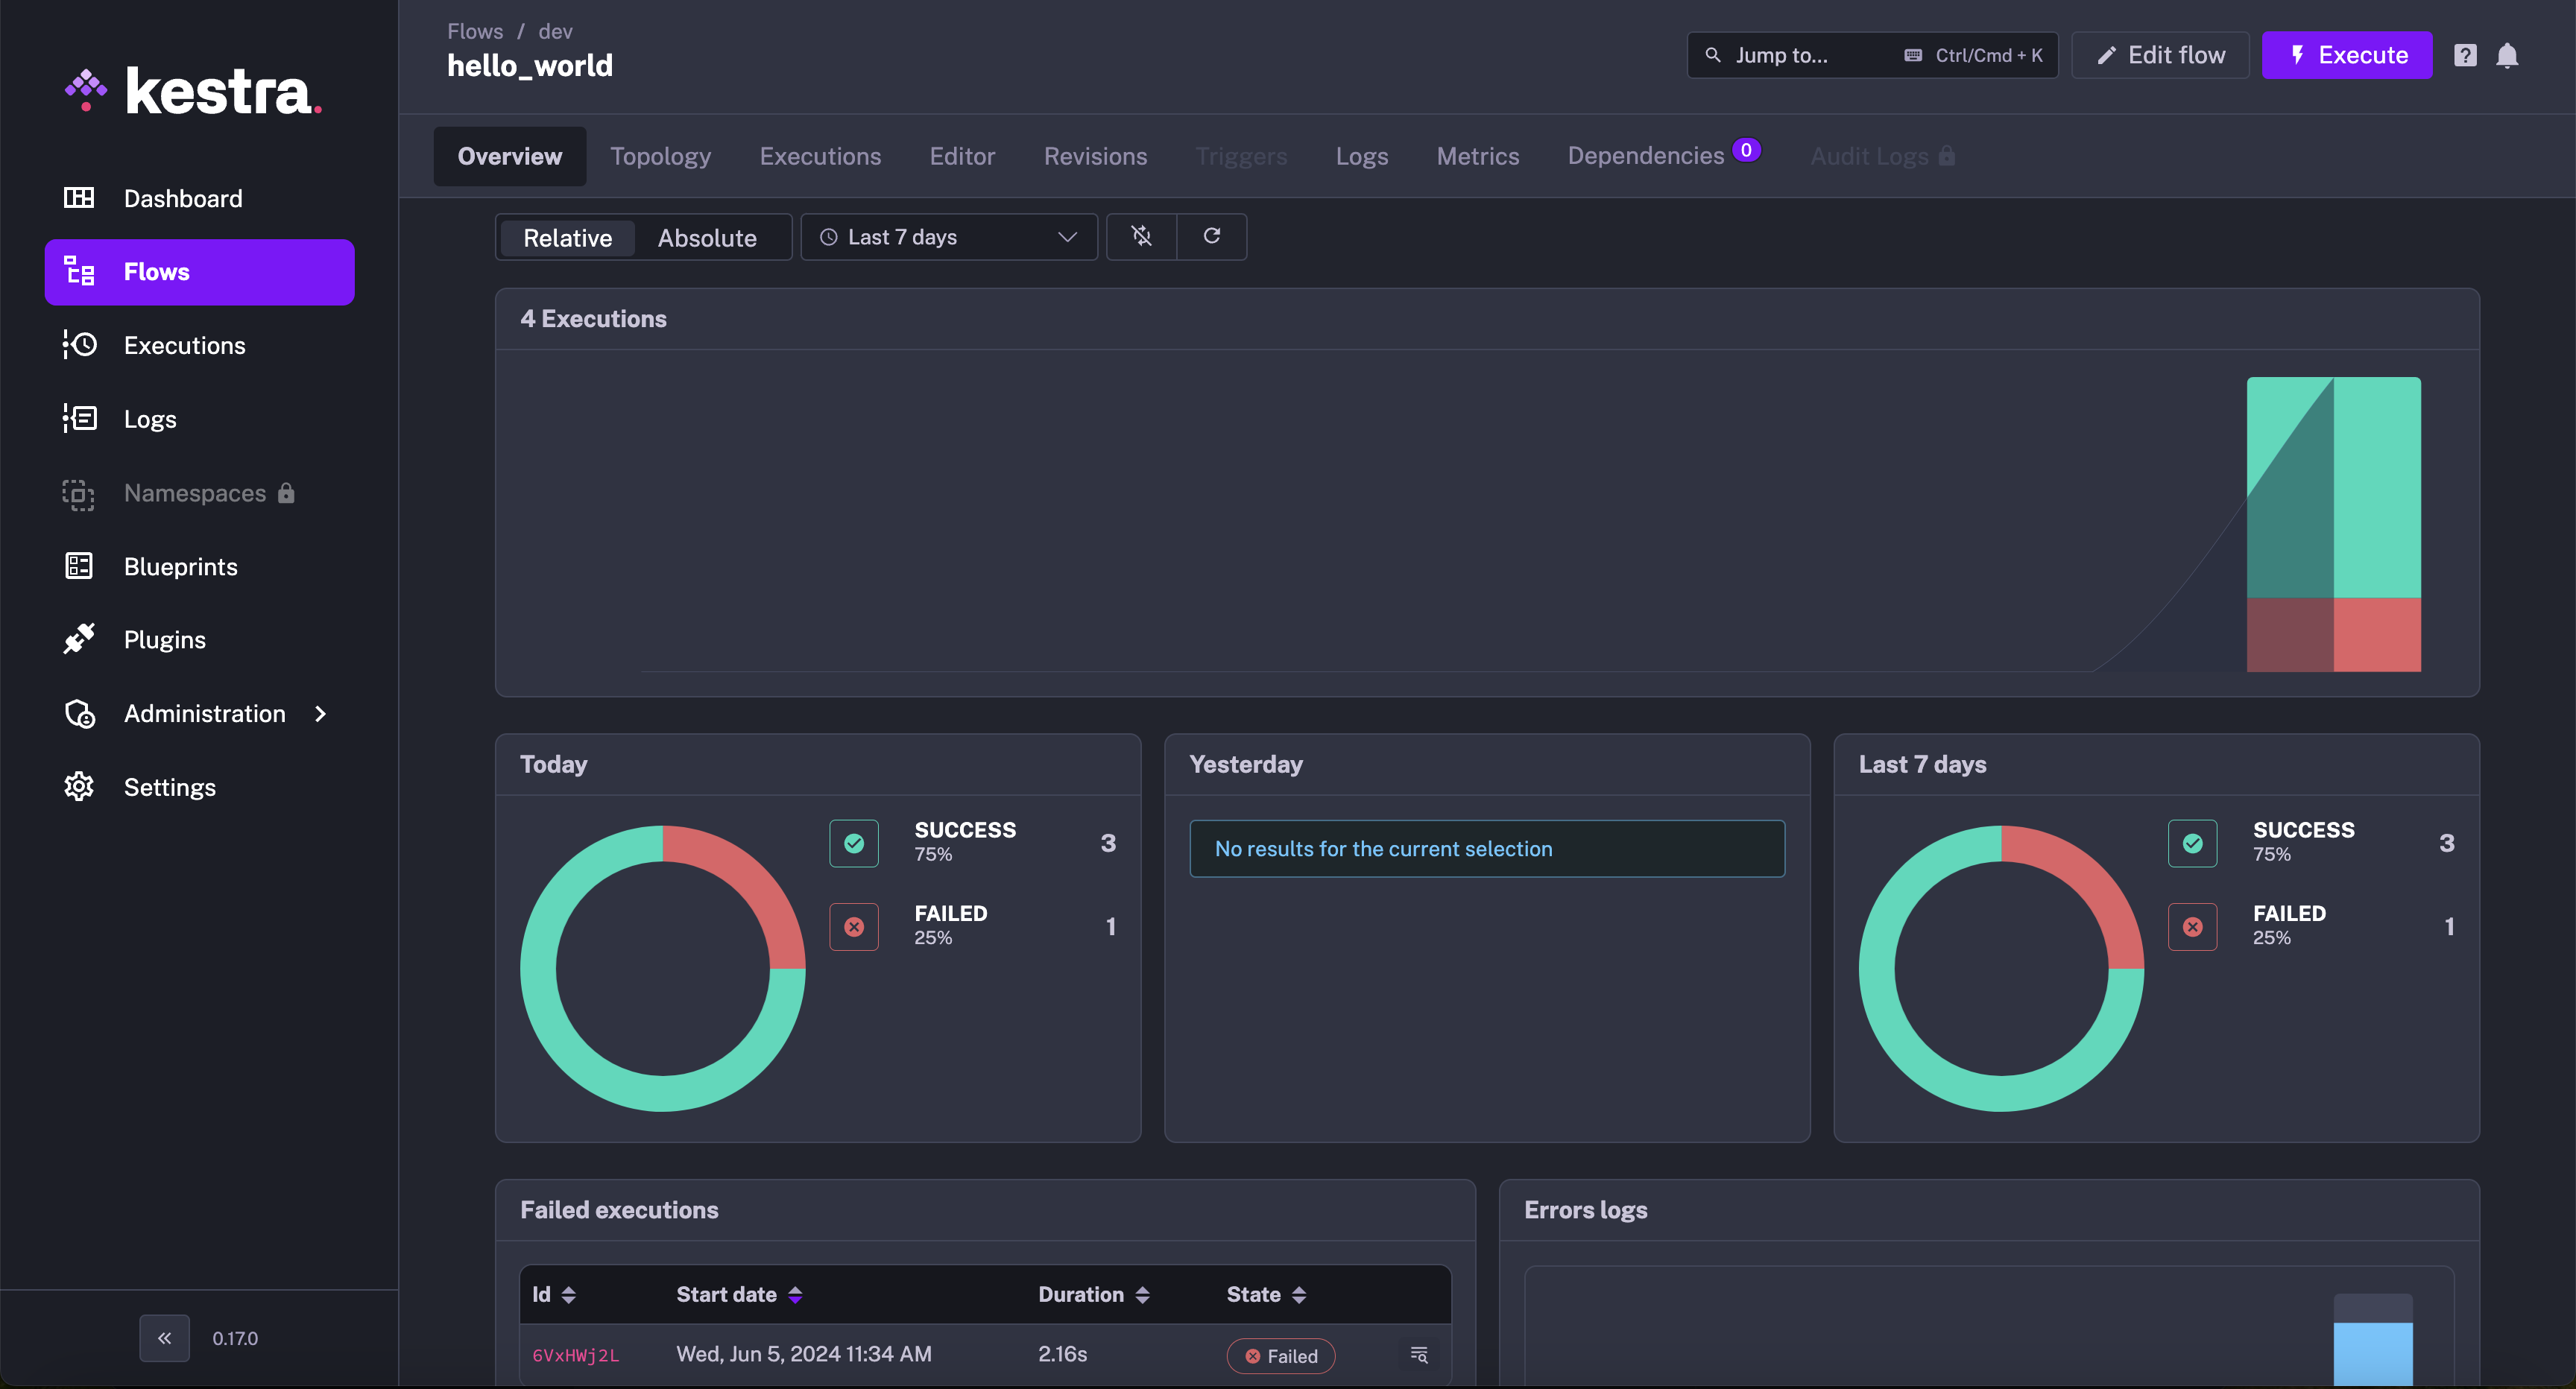 kestra.
Dashboard
Flows
Executions
Logs
Namespaces
Blueprints
Plugins
Administration
Settings
0.17.0
Flows / dev
hello_world
Jump to... Ctrl/Cmd + K
Edit flow
Execute
?
Overview Topology Executions Editor Revisions Triggers Logs Metrics Dependencies 0 Audit Logs
Relative Absolute Last 7 days
4 Executions
Today
SUCCESS 3
75%
FAILED 1
25%
Yesterday
No results for the current selection
Last 7 days
SUCCESS 3
75%
FAILED 1
25%
Failed executions
Id Start date Duration State
6VxHWj2L Wed, Jun 5, 2024 11:34 AM 2.16s Failed
Errors logs